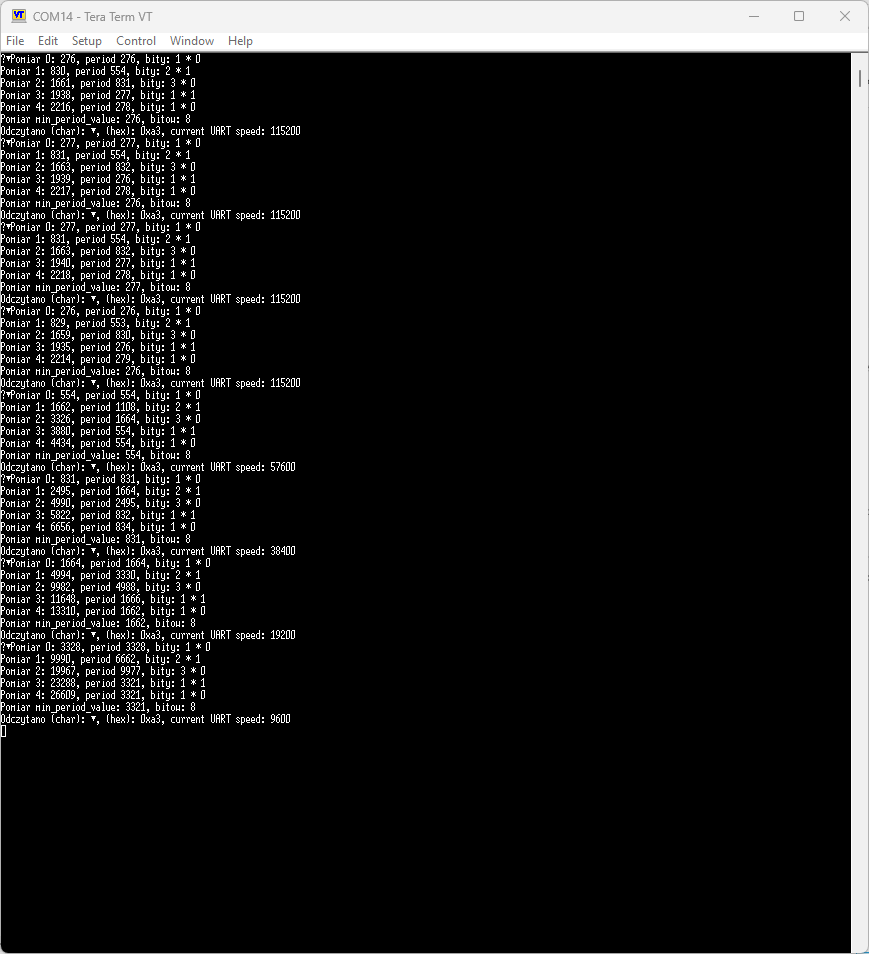 VT COM14 - Tera Term VT
File Edit Setup Control Window Help
?▼Pomiar 0: 276, period 276, bity: 1 * 0
Pomiar 1: 830, period 554, bity: 2 * 1
Pomiar 2: 1661, period 831, bity: 3 * 0
Pomiar 3: 1938, period 277, bity: 1 * 1
Pomiar 4: 2216, period 278, bity: 1 * 0
Pomiar min_period_value: 276, bitow: 8
Odczytano (char): ▼, (hex): 0xa3, current UART speed: 115200
?▼Pomiar 0: 277, period 277, bity: 1 * 0
Pomiar 1: 831, period 554, bity: 2 * 1
Pomiar 2: 1663, period 832, bity: 3 * 0
Pomiar 3: 1939, period 276, bity: 1 * 1
Pomiar 4: 2217, period 278, bity: 1 * 0
Pomiar min_period_value: 276, bitow: 8
Odczytano (char): ▼, (hex): 0xa3, current UART speed: 115200
?▼Pomiar 0: 277, period 277, bity: 1 * 0
Pomiar 1: 831, period 554, bity: 2 * 1
Pomiar 2: 1663, period 832, bity: 3 * 0
Pomiar 3: 1940, period 277, bity: 1 * 1
Pomiar 4: 2218, period 278, bity: 1 * 0
Pomiar min_period_value: 277, bitow: 8
Odczytano (char): ▼, (hex): 0xa3, current UART speed: 115200
?▼Pomiar 0: 276, period 276, bity: 1 * 0
Pomiar 1: 829, period 553, bity: 2 * 1
Pomiar 2: 1659, period 830, bity: 3 * 0
Pomiar 3: 1935, period 276, bity: 1 * 1
Pomiar 4: 2214, period 279, bity: 1 * 0
Pomiar min_period_value: 276, bitow: 8
Odczytano (char): ▼, (hex): 0xa3, current UART speed: 115200
?▼Pomiar 0: 554, period 554, bity: 1 * 0
Pomiar 1: 1662, period 1108, bity: 2 * 1
Pomiar 2: 3326, period 1664, bity: 3 * 0
Pomiar 3: 3880, period 554, bity: 1 * 1
Pomiar 4: 4434, period 554, bity: 1 * 0
Pomiar min_period_value: 554, bitow: 8
Odczytano (char): ▼, (hex): 0xa3, current UART speed: 57600
?▼Pomiar 0: 831, period 831, bity: 1 * 0
Pomiar 1: 2495, period 1664, bity: 2 * 1
Pomiar 2: 4990, period 2495, bity: 3 * 0
Pomiar 3: 5822, period 832, bity: 1 * 1
Pomiar 4: 6656, period 834, bity: 1 * 0
Pomiar min_period_value: 831, bitow: 8
Odczytano (char): ▼, (hex): 0xa3, current UART speed: 38400
?▼Pomiar 0: 1664, period 1664, bity: 1 * 0
Pomiar 1: 4994, period 3330, bity: 2 * 1
Pomiar 2: 9982, period 4988, bity: 3 * 0
Pomiar 3: 11648, period 1666, bity: 1 * 1
Pomiar 4: 13310, period 1662, bity: 1 * 0
Pomiar min_period_value: 1662, bitow: 8
Odczytano (char): ▼, (hex): 0xa3, current UART speed: 19200
?▼Pomiar 0: 3328, period 3328, bity: 1 * 0
Pomiar 1: 9990, period 6662, bity: 2 * 1
Pomiar 2: 19967, period 9977, bity: 3 * 0
Pomiar 3: 23288, period 3321, bity: 1 * 1
Pomiar 4: 26609, period 3321, bity: 1 * 0
Pomiar min_period_value: 3321, bitow: 8
Odczytano (char): ▼, (hex): 0xa3, current UART speed: 9600